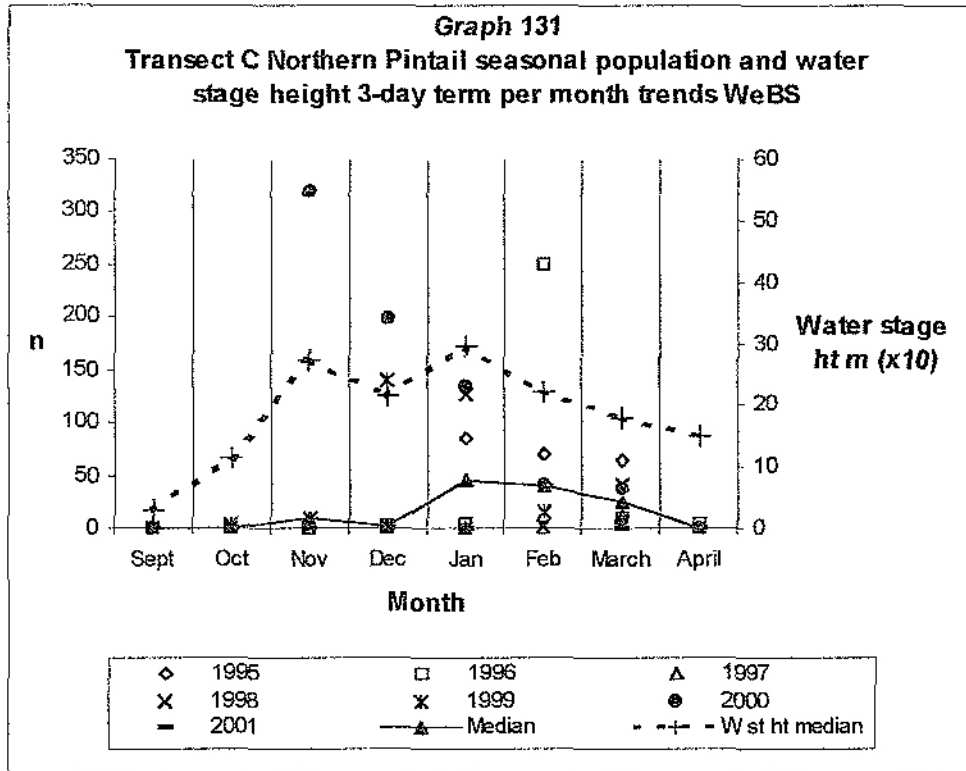 Graph 131
Transect C Northern Pintail seasonal population and water
stage height 3-day term per month trends WeBS
350
300
250
200
150
100
50
0
n
60
50
40
30
20
10
0
Water stage
ht m (x10)
Sept Oct Nov Dec Jan Feb March April
Month
1995 1996 1997
1998 1999 2000
2001 Median W st ht median